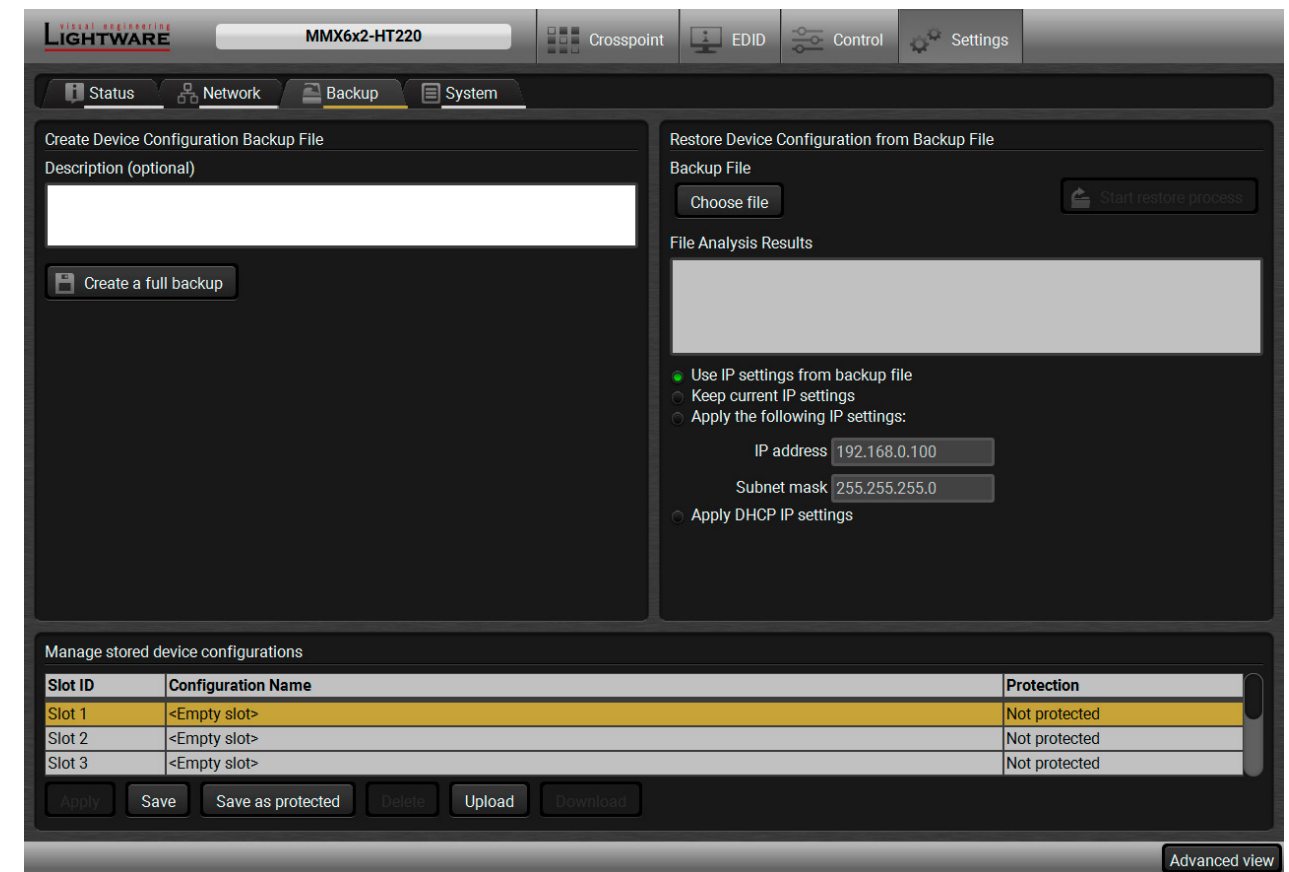 visual engineering
LIGHTWARE
MMX6x2-HT220
Crosspoint
EDID
Control
Settings
Status
Network
Backup
System
Create Device Configuration Backup File
Description (optional)
Create a full backup
Restore Device Configuration from Backup File
Backup File
Choose file
Start restore process
File Analysis Results
Use IP settings from backup file
Keep current IP settings
Apply the following IP settings:
IP address 192.168.0.100
Subnet mask 255.255.255.0
Apply DHCP IP settings
Manage stored device configurations
Slot ID Configuration Name Protection
Slot 1 <Empty slot> Not protected
Slot 2 <Empty slot> Not protected
Slot 3 <Empty slot> Not protected
Apply Save Save as protected Delete Upload Download
Advanced view